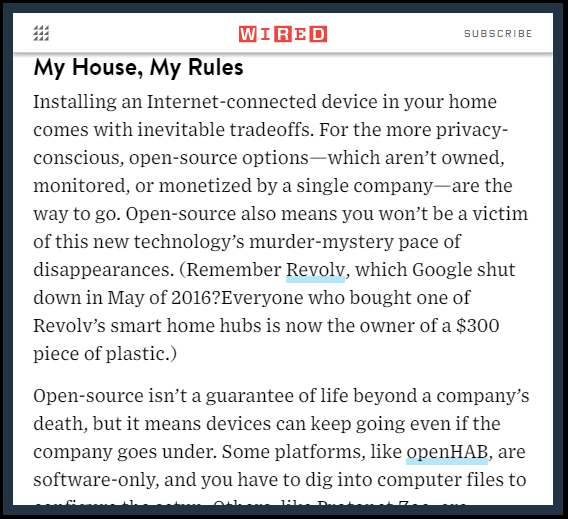 WIRED
SUBSCRIBE
My House, My Rules
Installing an Internet-connected device in your home
comes with inevitable tradeoffs. For the more privacy-
conscious, open-source options—which aren’t owned,
monitored, or monetized by a single company—are the
way to go. Open-source also means you won’t be a victim
of this new technology’s murder-mystery pace of
disappearances. (Remember Revolv, which Google shut
down in May of 2016?Everyone who bought one of
Revolv’s smart home hubs is now the owner of a $300
piece of plastic.)
Open-source isn’t a guarantee of life beyond a company’s
death, but it means devices can keep going even if the
company goes under. Some platforms, like openHAB, are
software-only, and you have to dig into computer files to